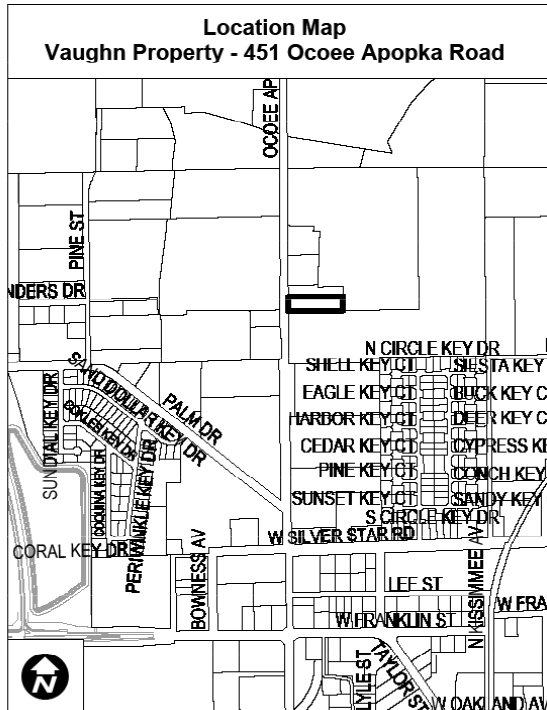 Location Map
Vaughn Property - 451 Ocoee Apopka Road
OCOEE AP
PINE ST
NDERS DR
N CIRCLE KEY DR
SHELL KEY CT
SIESTA KEY
EAGLE KEY CT
BUCK KEY C
HARBOR KEY CT
DEER KEY C
CEDAR KEY CT
CYPRESS KE
PINE KEY CT
CONCH KEY
SUNSET KEY CT
SANDY KEY
S CIRCLE KEY DR
PALM DR
KEY DR
KEY DR
COQUINA KEY DR
PERIWINKLE KEY DR
CORAL KEY DR
BOWNESS AV
W SILVER STAR RD
LEE ST
N KISSIMMEE AV
W FRANKLIN ST
W FRA
LYLE ST
TAYLOR ST
W OAKLAND AV
N